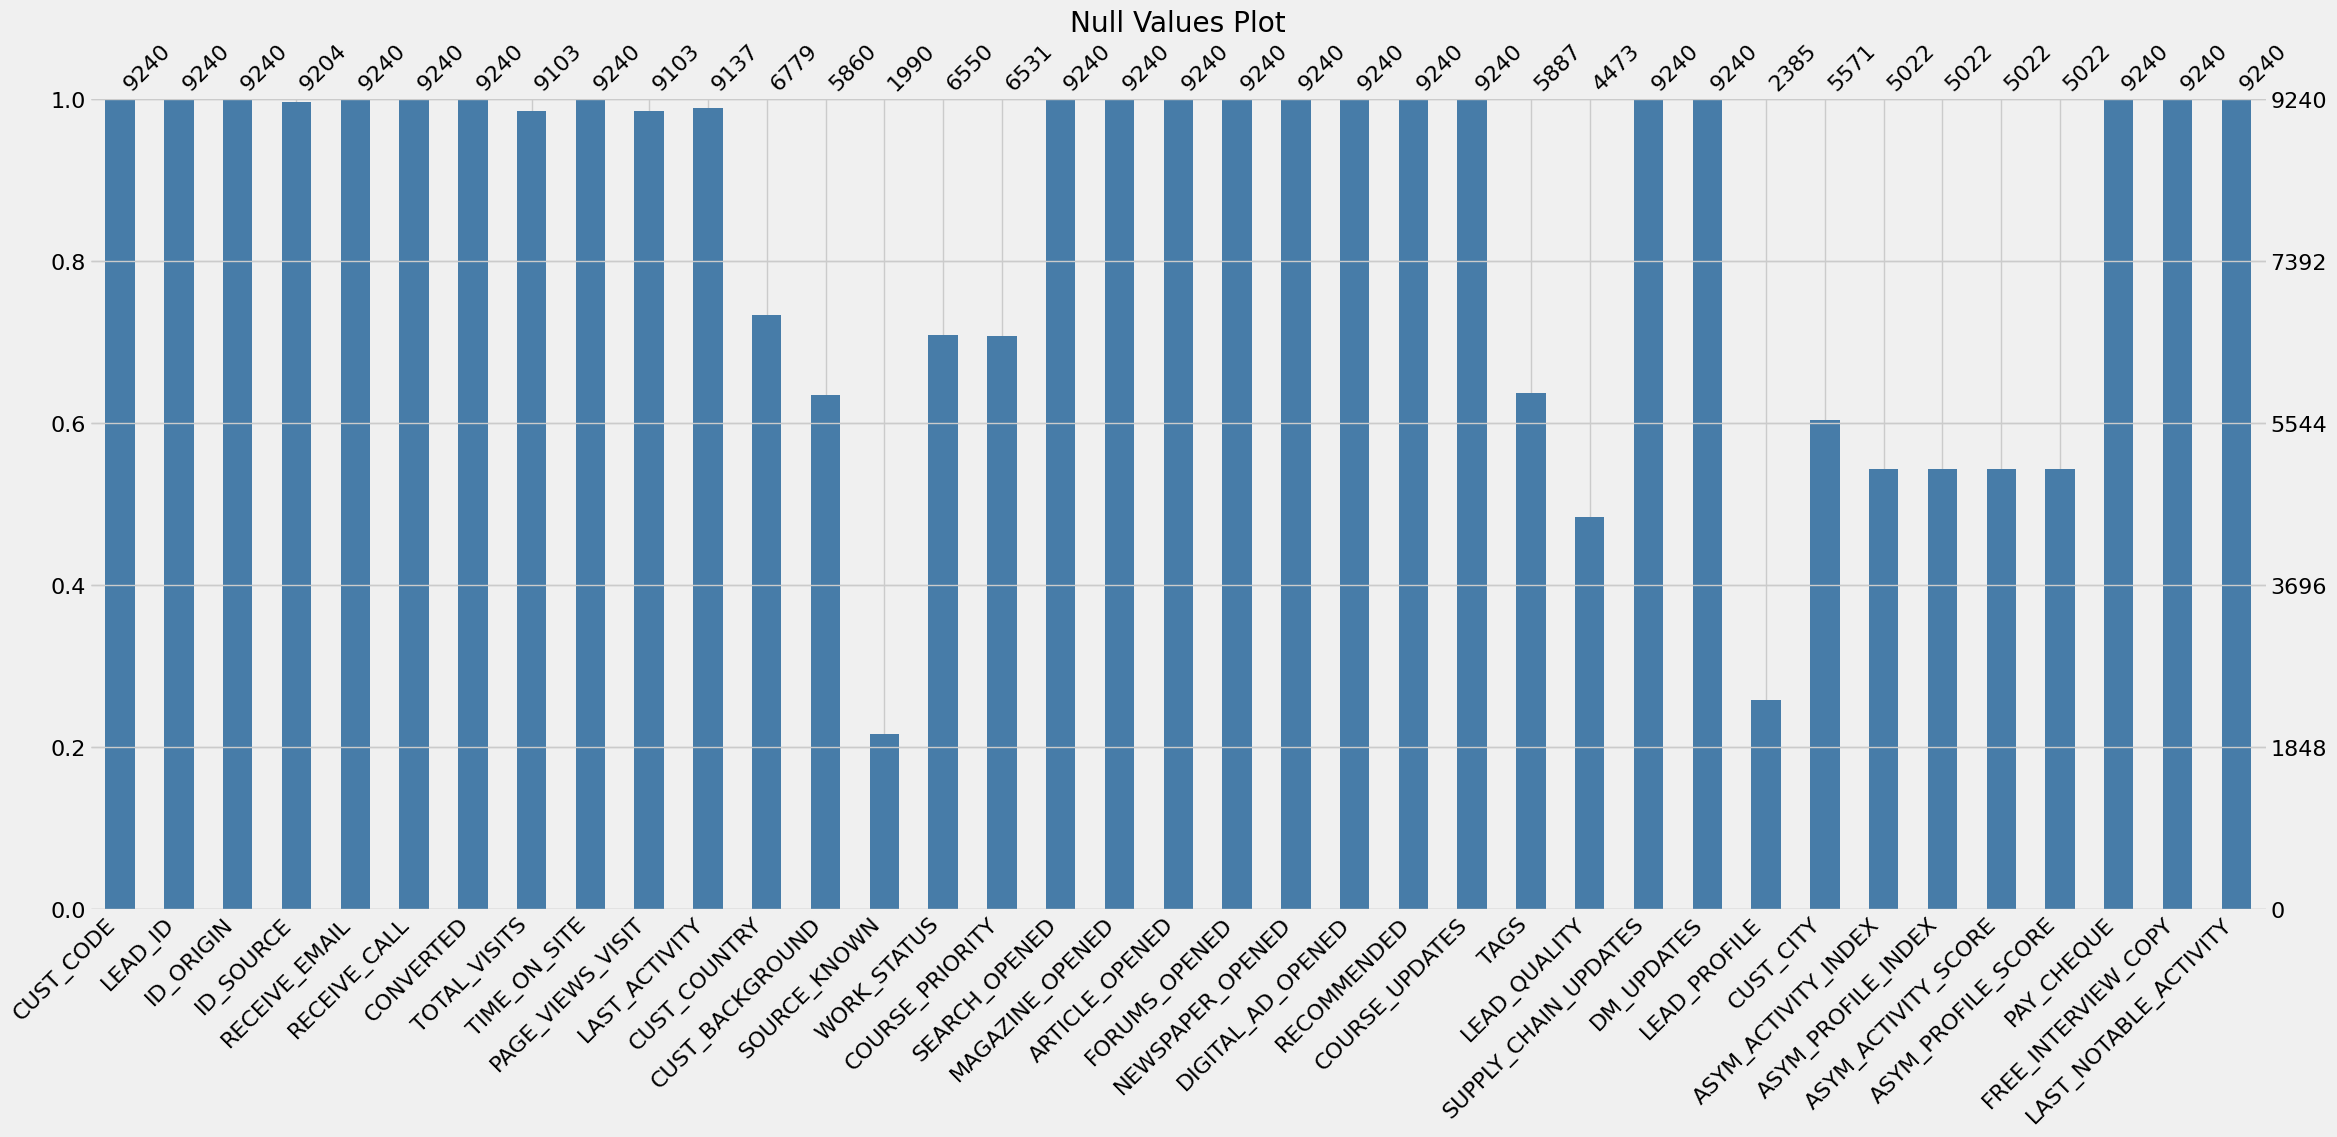 Null Values Plot
9240
9240
9240
9204
9240
9240
9240
9103
9240
9103
9137
6779
5860
1990
6550
6531
9240
9240
9240
9240
9240
9240
9240
9240
5887
4473
9240
9240
2385
5571
5022
5022
5022
5022
9240
9240
9240
1.0
0.8
0.6
0.4
0.2
0.0
9240
7392
5544
3696
1848
0
CUST_CODE
LEAD_ID
ID_ORIGIN
ID_SOURCE
RECEIVE_EMAIL
RECEIVE_CALL
CONVERTED
TOTAL_VISITS
TIME_ON_SITE
PAGE_VIEWS_VISIT
LAST_ACTIVITY
CUST_COUNTRY
CUST_BACKGROUND
SOURCE_KNOWN
WORK_STATUS
COURSE_PRIORITY
SEARCH_OPENED
MAGAZINE_OPENED
ARTICLE_OPENED
FORUMS_OPENED
NEWSPAPER_OPENED
DIGITAL_AD_OPENED
RECOMMENDED
COURSE_UPDATES
TAGS
LEAD_QUALITY
SUPPLY_CHAIN_UPDATES
DM_UPDATES
LEAD_PROFILE
CUST_CITY
ASYM_ACTIVITY_INDEX
ASYM_PROFILE_INDEX
ASYM_ACTIVITY_SCORE
ASYM_PROFILE_SCORE
PAY_CHEQUE
FREE_INTERVIEW_COPY
LAST_NOTABLE_ACTIVITY